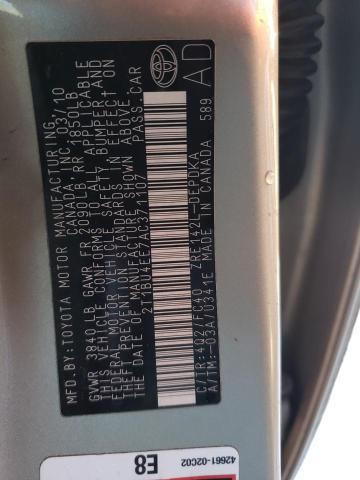 MFD.BY:TOYOTA MOTOR MANUFACTURING
CANADA, INC. 03/10
GVWR 3840 LB GAWR FR 2090LB RR 1850LB
THIS VEHICLE CONFORMS TO ALL APPLICABLE
FEDERAL MOTOR VEHICLE SAFETY, BUMPER, AND
THEFT PREVENTION STANDARDS IN EFFECT ON
THE DATE OF MANUFACTURE SHOWN ABOVE.
2T1BU4EE7AC371107 PASS.CAR
C/TR:4Q2/FC40 ZRE142L-DEPDKA
A/TM:-03A/U341E MADE IN CANADA 589
AD
42661-02C02
E8